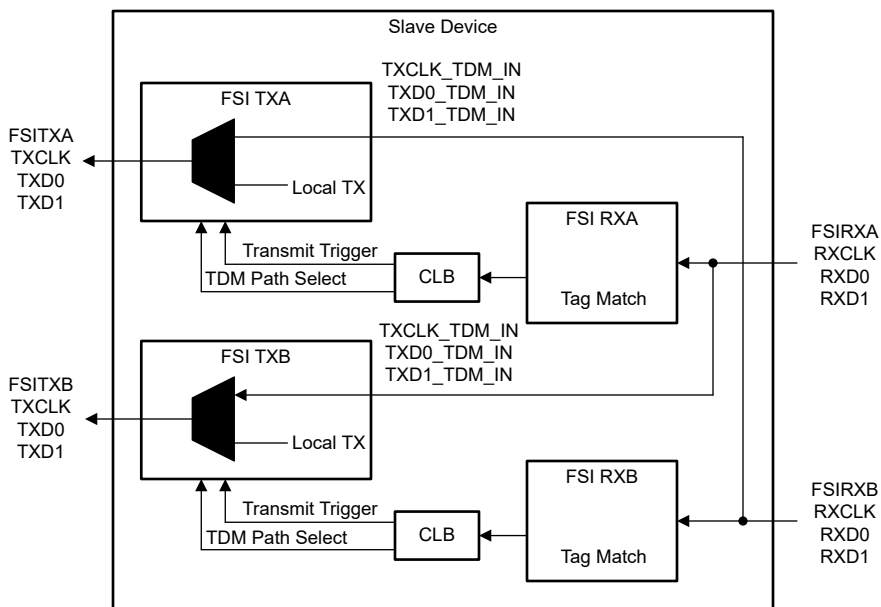 Slave Device
TXCLK_TDM_IN
TXD0_TDM_IN
TXD1_TDM_IN
FSI TXA
FSITXA
TXCLK
TXD0
TXD1
Local TX
FSI RXA
Tag Match
FSIRXA
RXCLK
RXD0
RXD1
Transmit Trigger
TDM Path Select
CLB
TXCLK_TDM_IN
TXD0_TDM_IN
TXD1_TDM_IN
FSI TXB
FSITXB
TXCLK
TXD0
TXD1
Local TX
FSI RXB
Tag Match
FSIRXB
RXCLK
RXD0
RXD1
Transmit Trigger
TDM Path Select
CLB